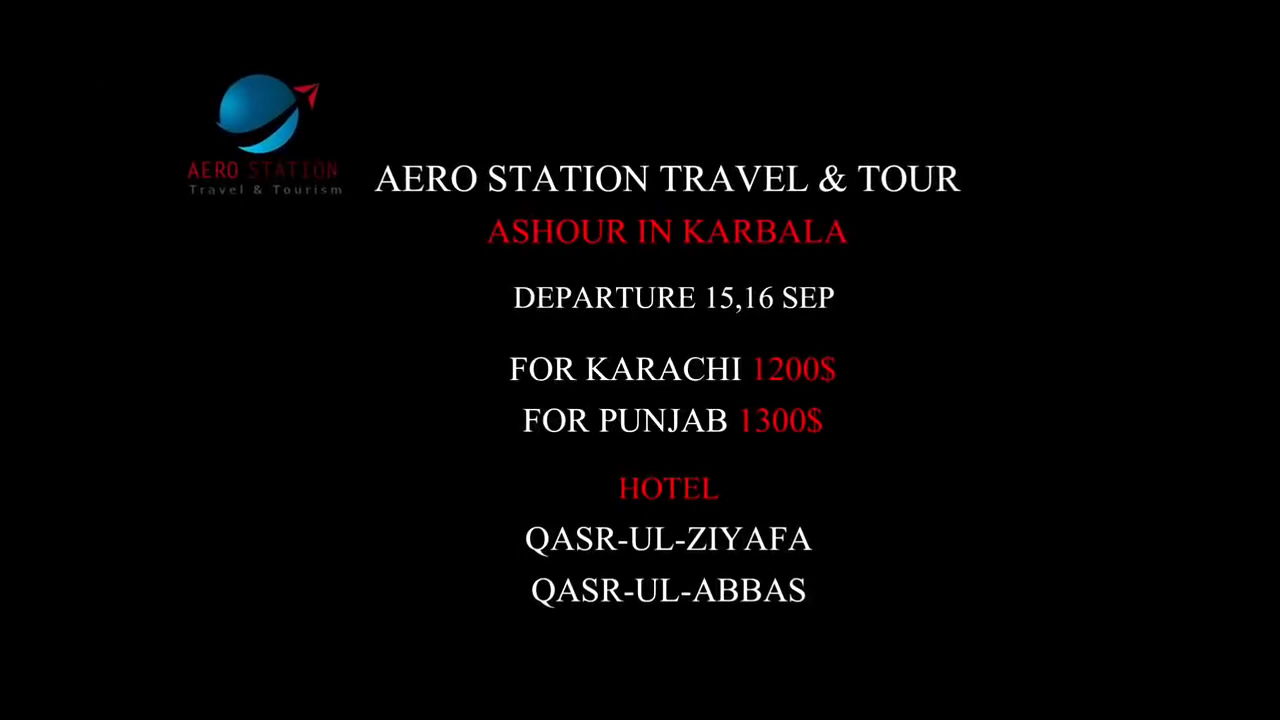 AERO STATION
Travel & Tourism
AERO STATION TRAVEL & TOUR
ASHOUR IN KARBALA
DEPARTURE 15,16 SEP
FOR KARACHI 1200$
FOR PUNJAB 1300$
HOTEL
QASR-UL-ZIYAFA
QASR-UL-ABBAS